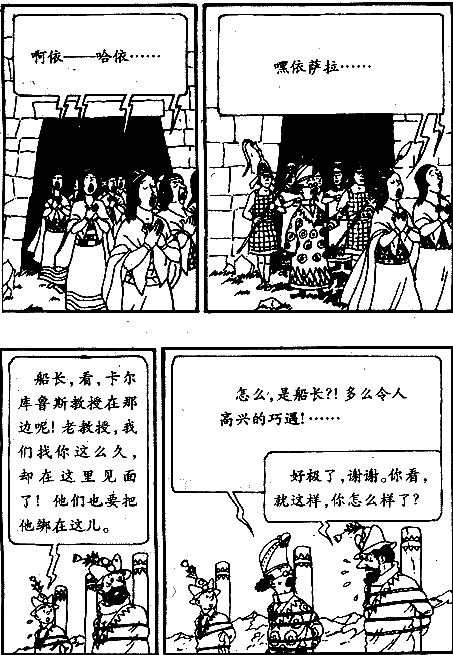 啊依——哈依……
嘿依萨拉……
船长，看，卡尔
库鲁斯教授在那
边呢！老教授，我
们找你这么久，
却在这里见面
了！他们也要把
他绑在这儿。
怎么，是船长？！多么令人
高兴的巧遇！……
好极了，谢谢。你看，
就这样，你怎么样了？